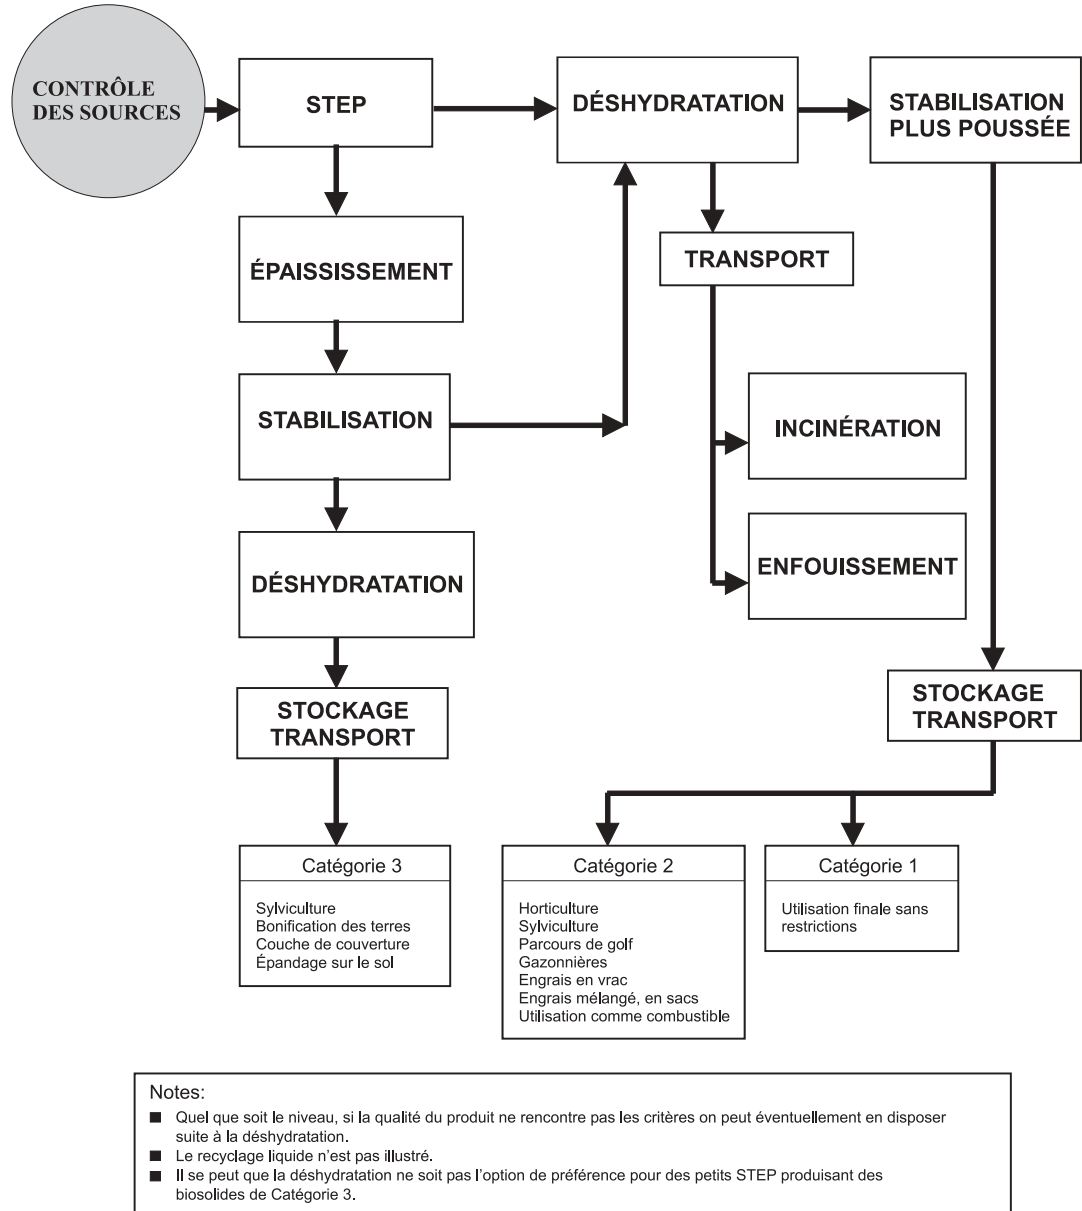 CONTRÔLE
DES SOURCES
STEP
DÉSHYDRATATION
STABILISATION
PLUS POUSSÉE
ÉPAISSISSEMENT
TRANSPORT
STABILISATION
INCINÉRATION
DÉSHYDRATATION
ENFOUISSEMENT
STOCKAGE
TRANSPORT
STOCKAGE
TRANSPORT
Catégorie 3
Sylviculture
Bonification des terres
Couche de couverture
Épandage sur le sol
Catégorie 2
Horticulture
Sylviculture
Parcours de golf
Gazonnières
Engrais en vrac
Engrais mélangé, en sacs
Utilisation comme combustible
Catégorie 1
Utilisation finale sans
restrictions
Notes:
■ Quel que soit le niveau, si la qualité du produit ne rencontre pas les critères on peut éventuellement en disposer
suite à la déshydratation.
■ Le recyclage liquide n'est pas illustré.
■ Il se peut que la déshydratation ne soit pas l'option de préférence pour des petits STEP produisant des
biosolides de Catégorie 3.